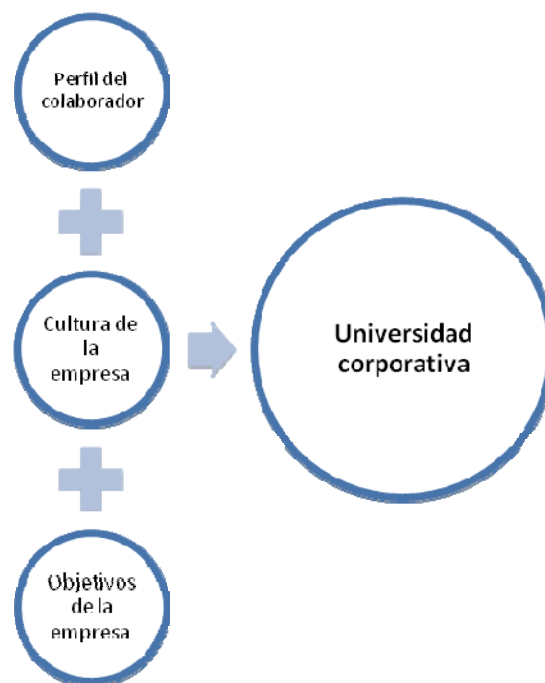 Perfil del
colaborador
Cultura de
la
empresa
Universidad
corporativa
Objetivos
de la
empresa